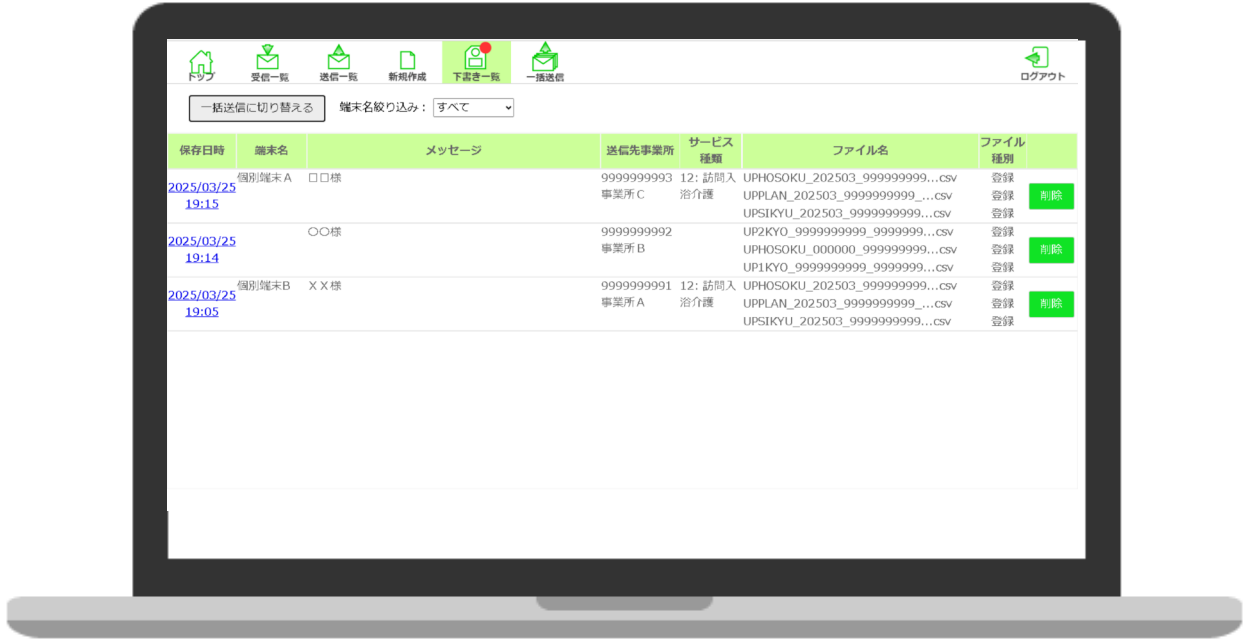 トップ 受信一覧 送信一覧 新規作成 下書き一覧 一括送信 ログアウト
一括送信に切り替える 端末名絞り込み： すべて
保存日時 端末名 メッセージ 送信先事業所 サービス種類 ファイル名 ファイル種別
2025/03/25 個別端末Ａ 口口様 9999999993 12: 訪問入 UPHOSOKU_202503_999999999...csv 登録
19:15 事業所Ｃ 浴介護 UPPLAN_202503_9999999999_...csv 登録 削除
UPSIKYU_202503_9999999999...csv 登録
2025/03/25 〇〇様 9999999992 UP2KYO_9999999999_9999999...csv 登録
19:14 事業所Ｂ UPHOSOKU_000000_999999999...csv 登録 削除
UP1KYO_9999999999_9999999...csv 登録
2025/03/25 個別端末B ＸＸ様 9999999991 12: 訪問入 UPHOSOKU_202503_999999999...csv 登録
19:05 事業所Ａ 浴介護 UPPLAN_202503_9999999999_...csv 登録 削除
UPSIKYU_202503_9999999999...csv 登録